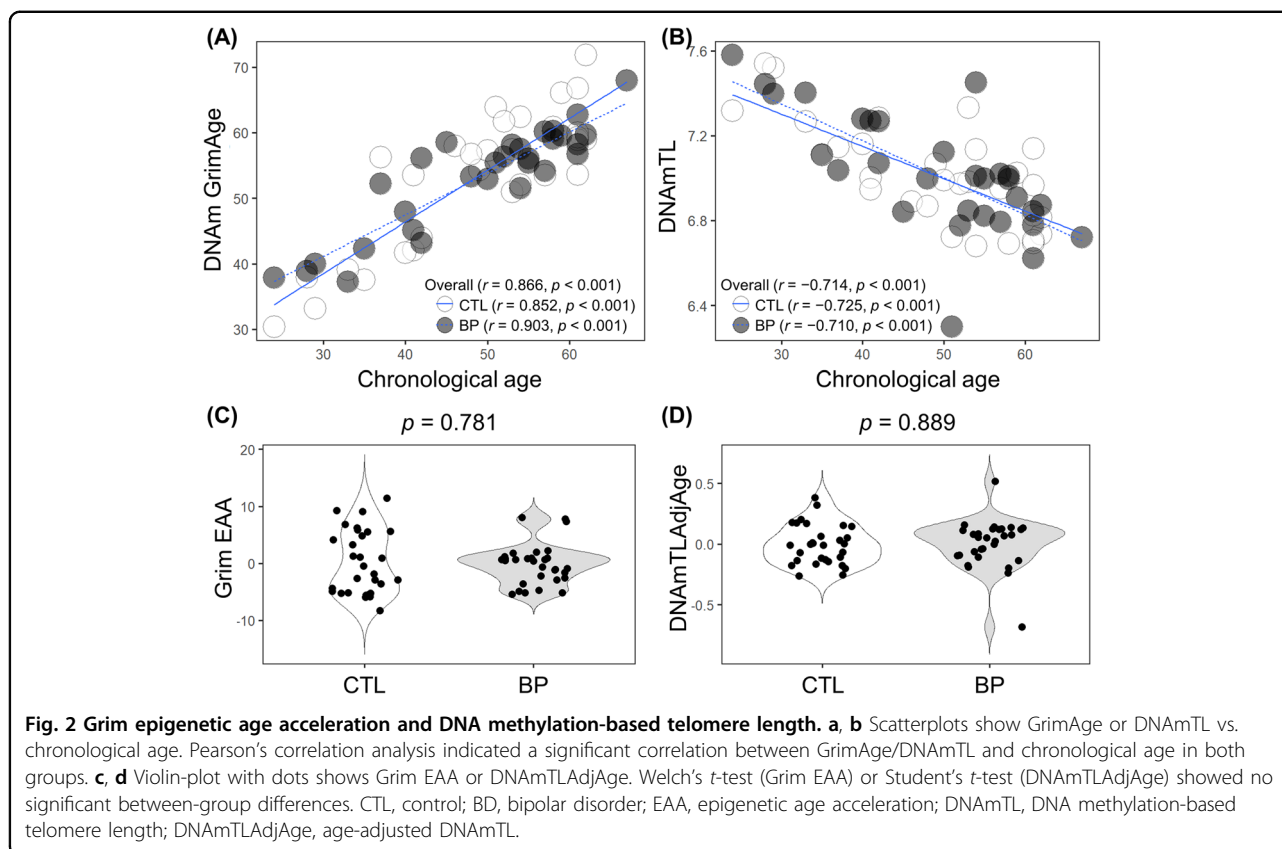 (A)
70
60
50
40
30
DNAm GrimAge
Overall (r = 0.866, p < 0.001)
CTL (r = 0.852, p < 0.001)
BP (r = 0.903, p < 0.001)
30 40 50 60
Chronological age
(B)
7.6
7.2
6.8
6.4
DNAmTL
Overall (r = −0.714, p < 0.001)
CTL (r = −0.725, p < 0.001)
BP (r = −0.710, p < 0.001)
30 40 50 60
Chronological age
(C)
p = 0.781
20
10
0
-10
Grim EAA
CTL BP
(D)
p = 0.889
0.5
0.0
-0.5
DNAmTLAdjAge
CTL BP
Fig. 2 Grim epigenetic age acceleration and DNA methylation-based telomere length. a, b Scatterplots show GrimAge or DNAmTL vs.
chronological age. Pearson's correlation analysis indicated a significant correlation between GrimAge/DNAmTL and chronological age in both
groups. c, d Violin-plot with dots shows Grim EAA or DNAmTLAdjAge. Welch's t-test (Grim EAA) or Student's t-test (DNAmTLAdjAge) showed no
significant between-group differences. CTL, control; BD, bipolar disorder; EAA, epigenetic age acceleration; DNAmTL, DNA methylation-based
telomere length; DNAmTLAdjAge, age-adjusted DNAmTL.